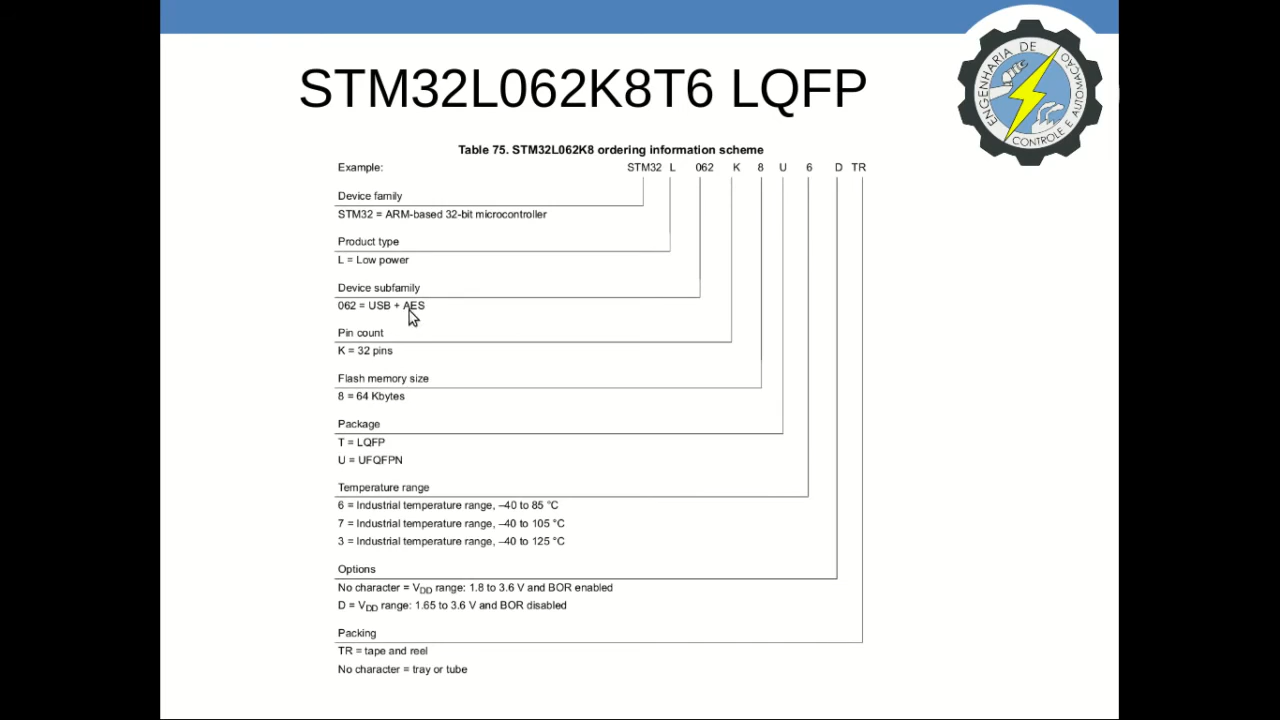 STM32L062K8T6 LQFP
ENGENHARIA DE
CONTROLE E AUTOMAÇÃO
Table 75. STM32L062K8 ordering information scheme
Example: STM32 L 062 K 8 U 6 D TR
Device family
STM32 = ARM-based 32-bit microcontroller
Product type
L = Low power
Device subfamily
062 = USB + AES
Pin count
K = 32 pins
Flash memory size
8 = 64 Kbytes
Package
T = LQFP
U = UFQFPN
Temperature range
6 = Industrial temperature range, –40 to 85 °C
7 = Industrial temperature range, –40 to 105 °C
3 = Industrial temperature range, –40 to 125 °C
Options
No character = VDD range: 1.8 to 3.6 V and BOR enabled
D = VDD range: 1.65 to 3.6 V and BOR disabled
Packing
TR = tape and reel
No character = tray or tube